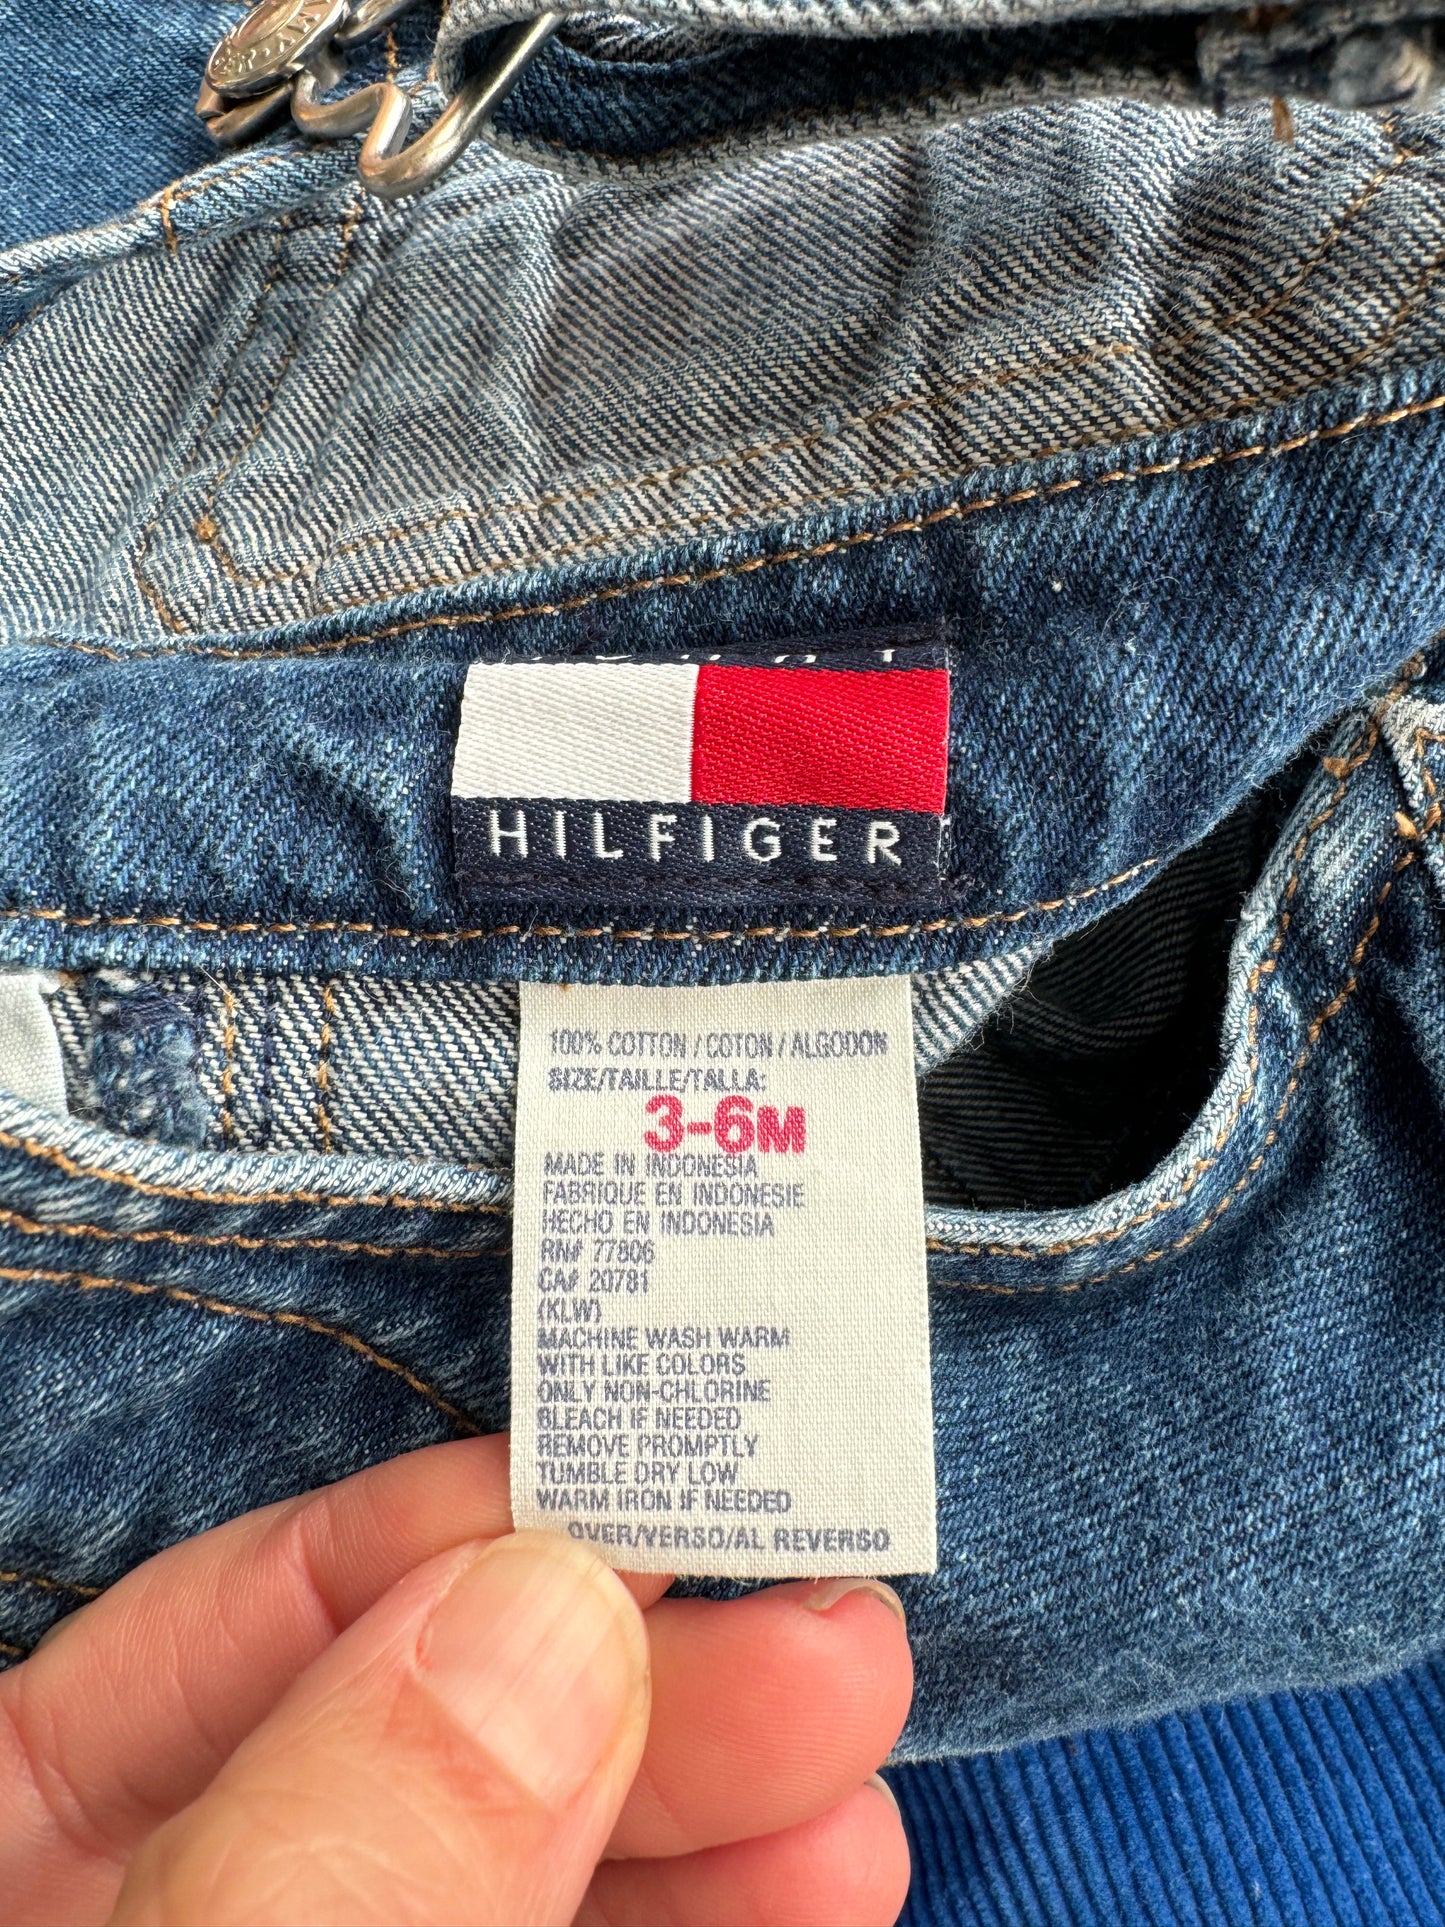 HILFIGER
100% COTTON / COTON / ALGODON
SIZE/TAILLE/TALLA:
3-6M
MADE IN INDONESIA
FABRIQUE EN INDONESIE
HECHO EN INDONESIA
RN# 77806
CA# 20781
(KLW)
MACHINE WASH WARM
WITH LIKE COLORS
ONLY NON-CHLORINE
BLEACH IF NEEDED
REMOVE PROMPTLY
TUMBLE DRY LOW
WARM IRON IF NEEDED
OVER/VERSO/AL REVERSO